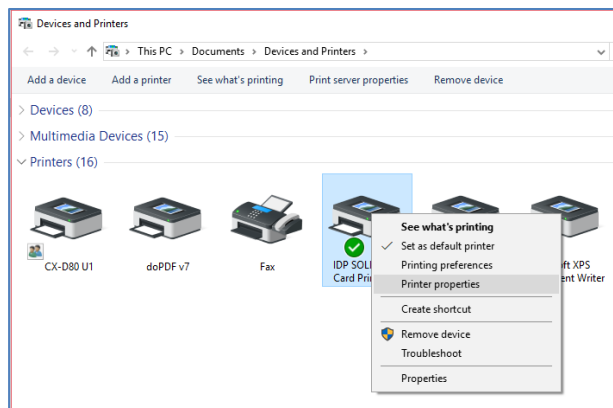 Devices and Printers
This PC > Documents > Devices and Printers >
Add a device Add a printer See what's printing Print server properties Remove device
> Devices (8)
> Multimedia Devices (15)
Printers (16)
CX-D80 U1
doPDF v7
Fax
IDP SOLI
Card Prin
ft XPS
ent Writer
See what's printing
Set as default printer
Printing preferences
Printer properties
Create shortcut
Remove device
Troubleshoot
Properties